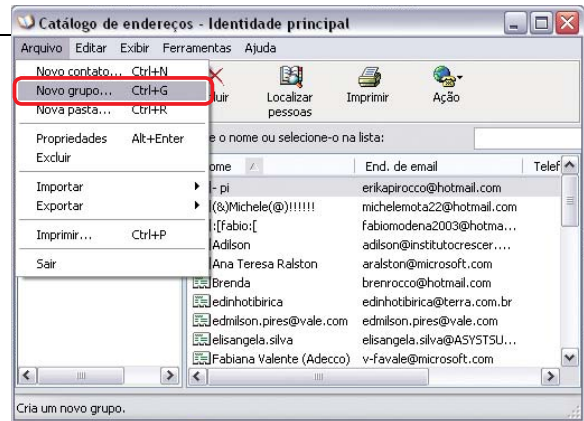 Catálogo de endereços - Identidade principal
Arquivo Editar Exibir Ferramentas Ajuda
Novo contato... Ctrl+N
Novo grupo... Ctrl+G
Nova pasta... Ctrl+R
Propriedades Alt+Enter
Excluir
Importar
Exportar
Imprimir... Ctrl+P
Sair
luir
Localizar pessoas
Imprimir
Ação
e o nome ou selecione-o na lista:
ome End. de email Telef
- pi erikapirocco@hotmail.com
(&)Michele(@)!!!!!! michelemota22@hotmail.com
:[fabio:[ fabiomodena2003@hotma...
Adilson adilson@institutocrescer....
Ana Teresa Ralston aralston@microsoft.com
Brenda brenrocco@hotmail.com
edinhotibirica edinhotibirica@terra.com.br
edmilson.pires@vale.com edmilson.pires@vale.com
elisangela.silva elisangela.silva@ASYSTSU...
Fabiana Valente (Adecco) v-favale@microsoft.com
Cria um novo grupo.